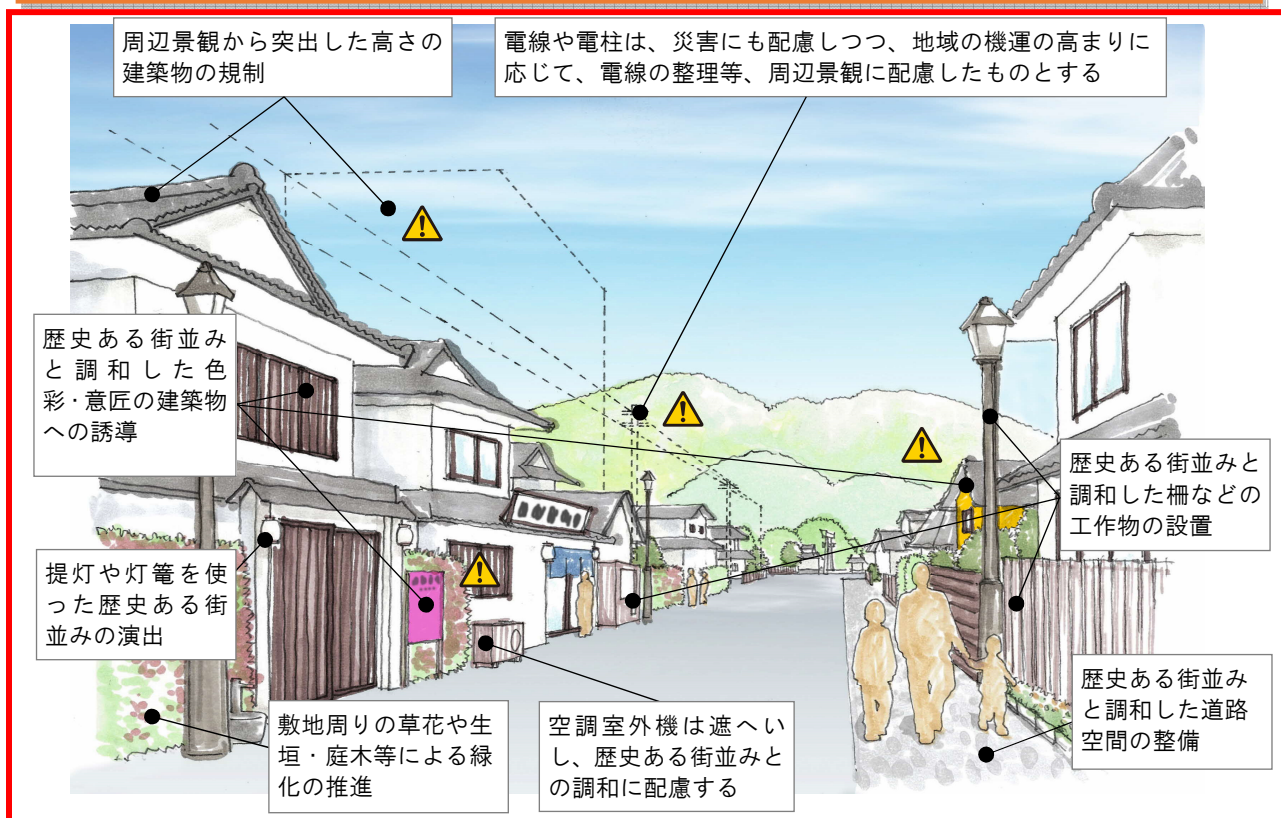 周辺景観から突出した高さの
建築物の規制
電線や電柱は、災害にも配慮しつつ、地域の機運の高まりに
応じて、電線の整理等、周辺景観に配慮したものとする
歴史ある街並み
と調和した色
彩・意匠の建築物
への誘導
歴史ある街並みと
調和した柵などの
工作物の設置
提灯や灯篭を使
った歴史ある街
並みの演出
敷地周りの草花や生
垣・庭木等による緑
化の推進
空調室外機は遮へい
し、歴史ある街並みと
の調和に配慮する
歴史ある街並み
と調和した道路
空間の整備